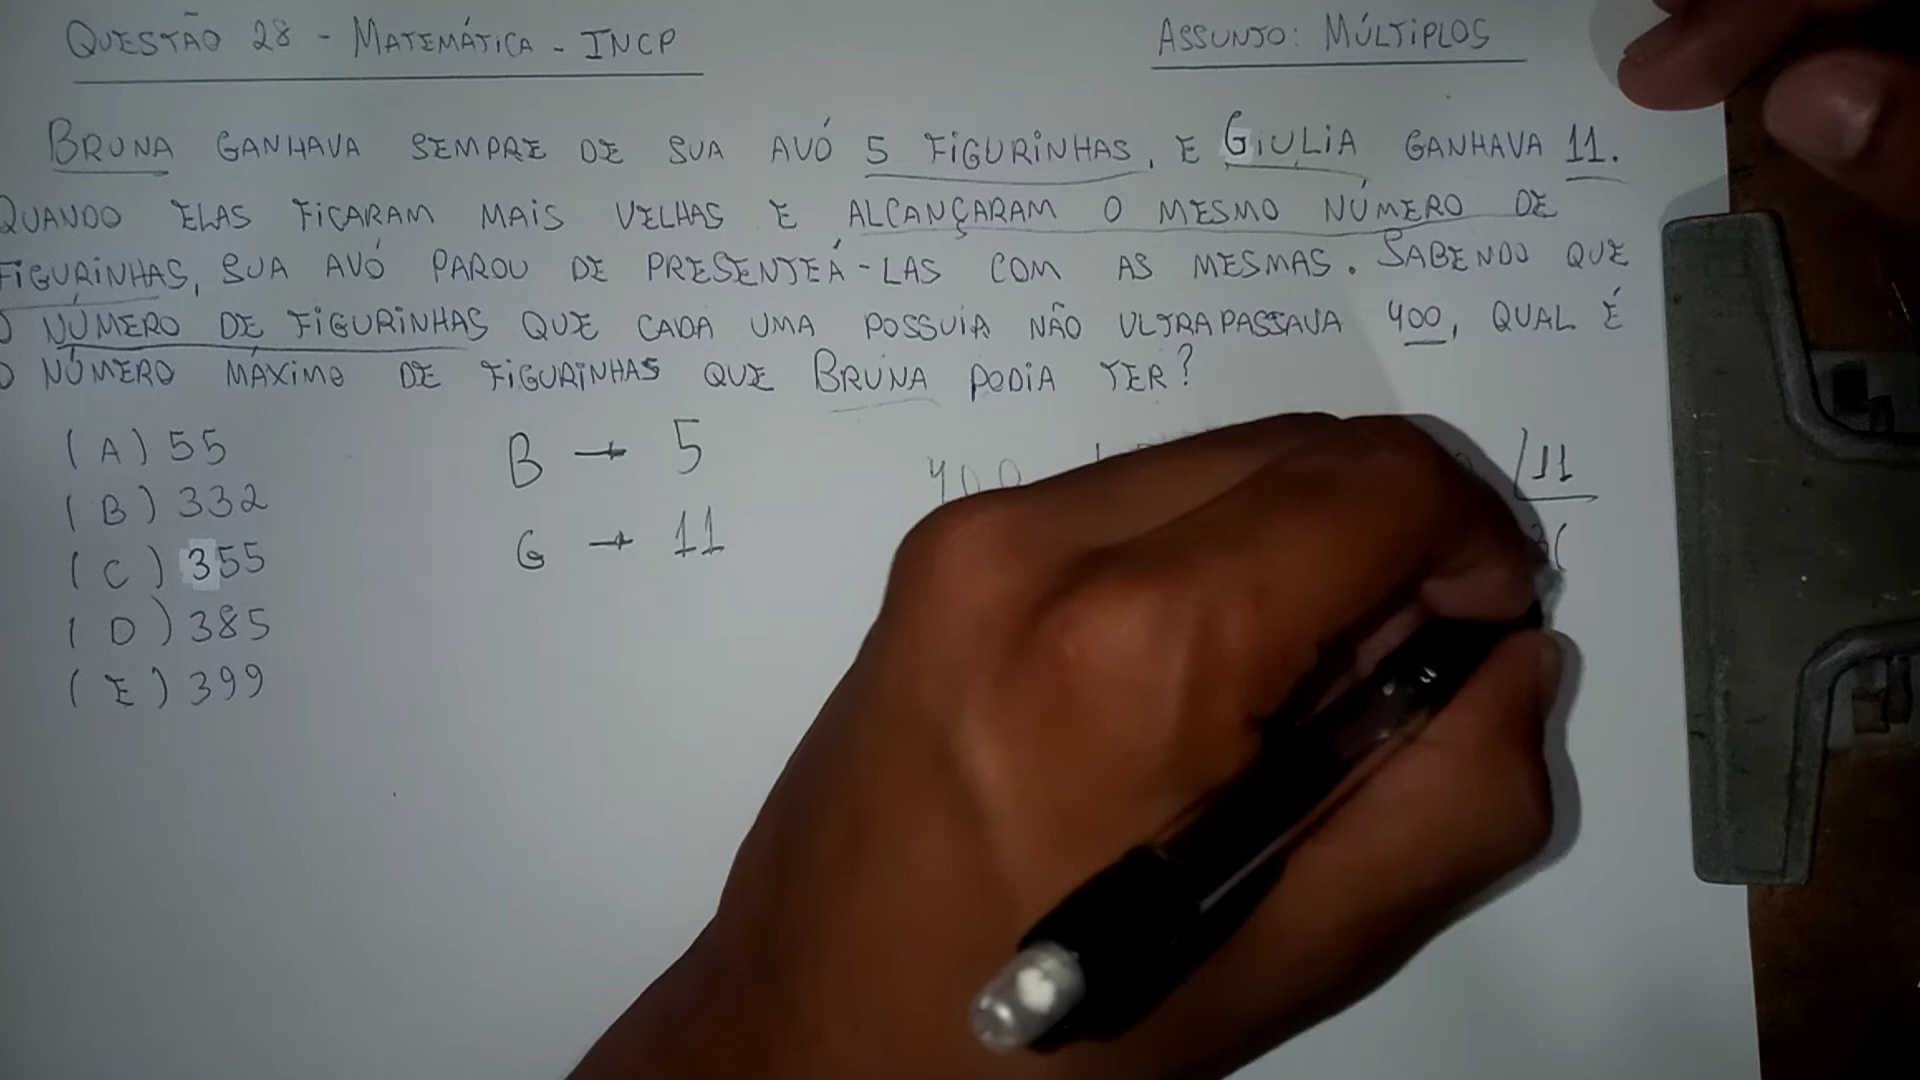 QUESTÃO 28 - MATEMÁTICA - INCP
ASSUNTO: MÚLTIPLOS
BRUNA GANHAVA SEMPRE DE SUA AVÓ 5 FIGURINHAS, E GIULIA GANHAVA 11.
QUANDO ELAS FICARAM MAIS VELHAS E ALCANÇARAM O MESMO NÚMERO DE
FIGURINHAS, SUA AVÓ PAROU DE PRESENTEÁ-LAS COM AS MESMAS. SABENDO QUE
O NÚMERO DE FIGURINHAS QUE CADA UMA POSSUÍA NÃO ULTRAPASSAVA 400, QUAL É
O NÚMERO MÁXIMO DE FIGURINHAS QUE BRUNA PODIA TER?
(A) 55
(B) 332
(C) 355
(D) 385
(E) 399
B → 5
G → 11
400
11